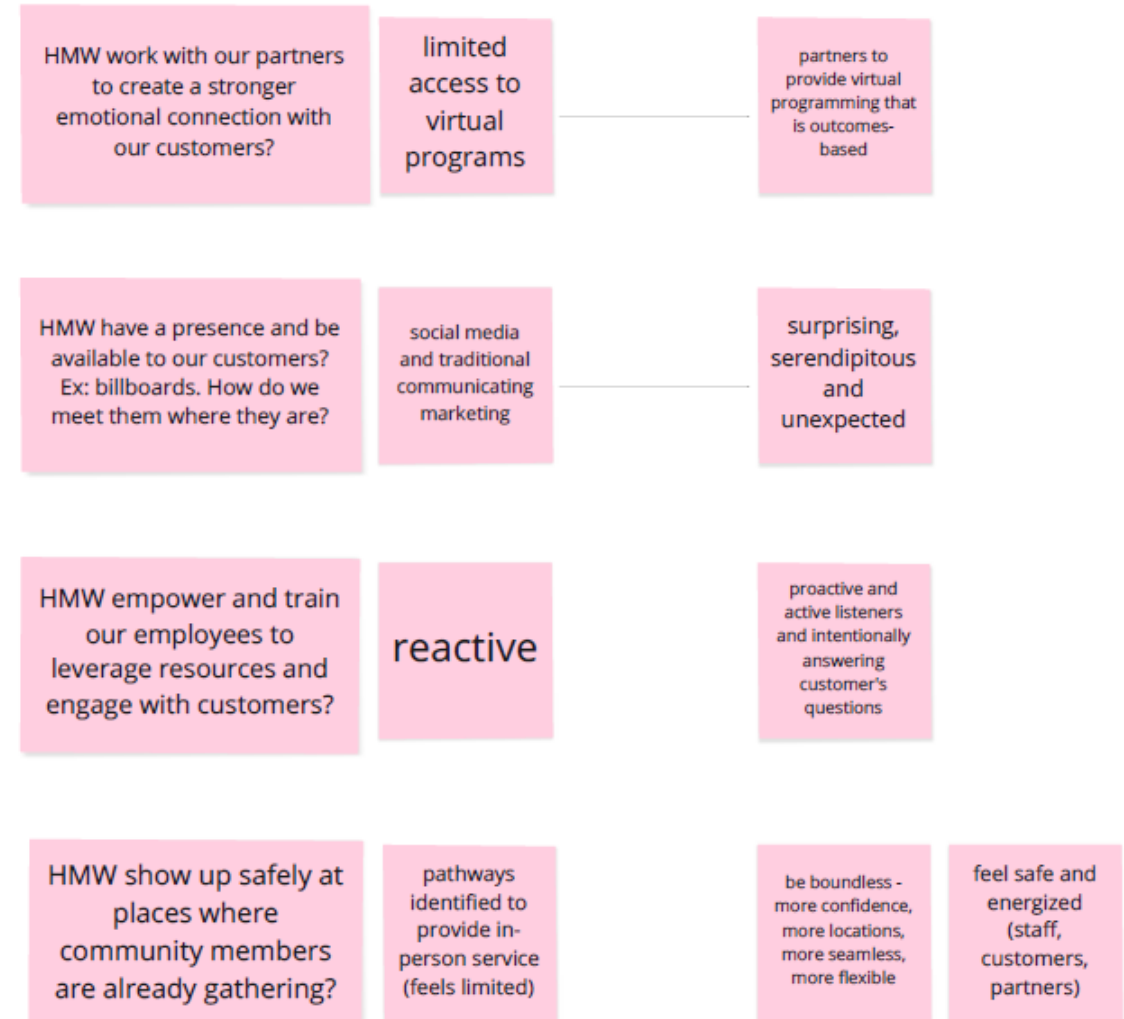 HMW work with our partners
to create a stronger
emotional connection with
our customers?
limited
access to
virtual
programs
partners to
provide virtual
programming that
is outcomes-
based
HMW have a presence and be
available to our customers?
Ex: billboards. How do we
meet them where they are?
social media
and traditional
communicating
marketing
surprising,
serendipitous
and
unexpected
HMW empower and train
our employees to
leverage resources and
engage with customers?
reactive
proactive and
active listeners
and intentionally
answering
customer's
questions
HMW show up safely at
places where
community members
are already gathering?
pathways
identified to
provide in-
person service
(feels limited)
be boundless -
more confidence,
more locations,
more seamless,
more flexible
feel safe and
energized
(staff,
customers,
partners)